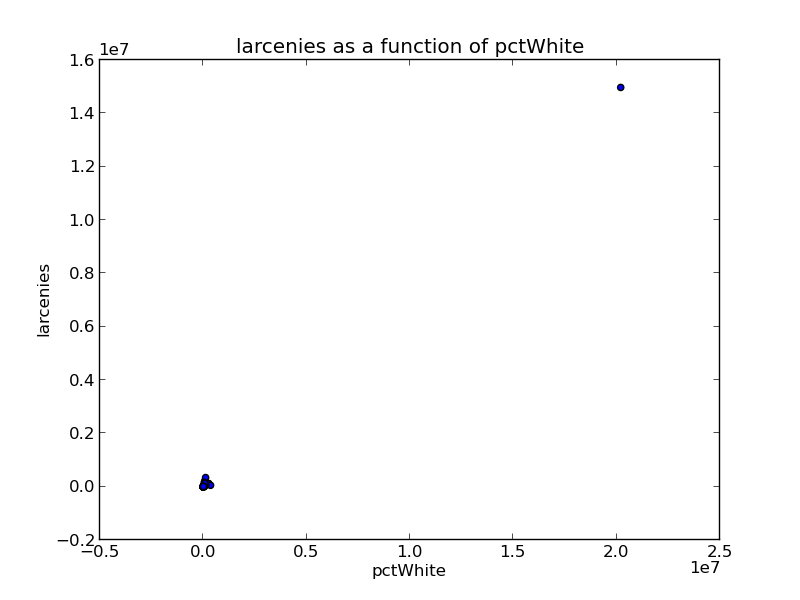 larcenies as a function of pctWhite
1e7
1.6
1.4
1.2
1.0
0.8
0.6
0.4
0.2
0.0
−0.2
larcenies
−0.5 0.0 0.5 1.0 1.5 2.0 2.5
1e7
pctWhite